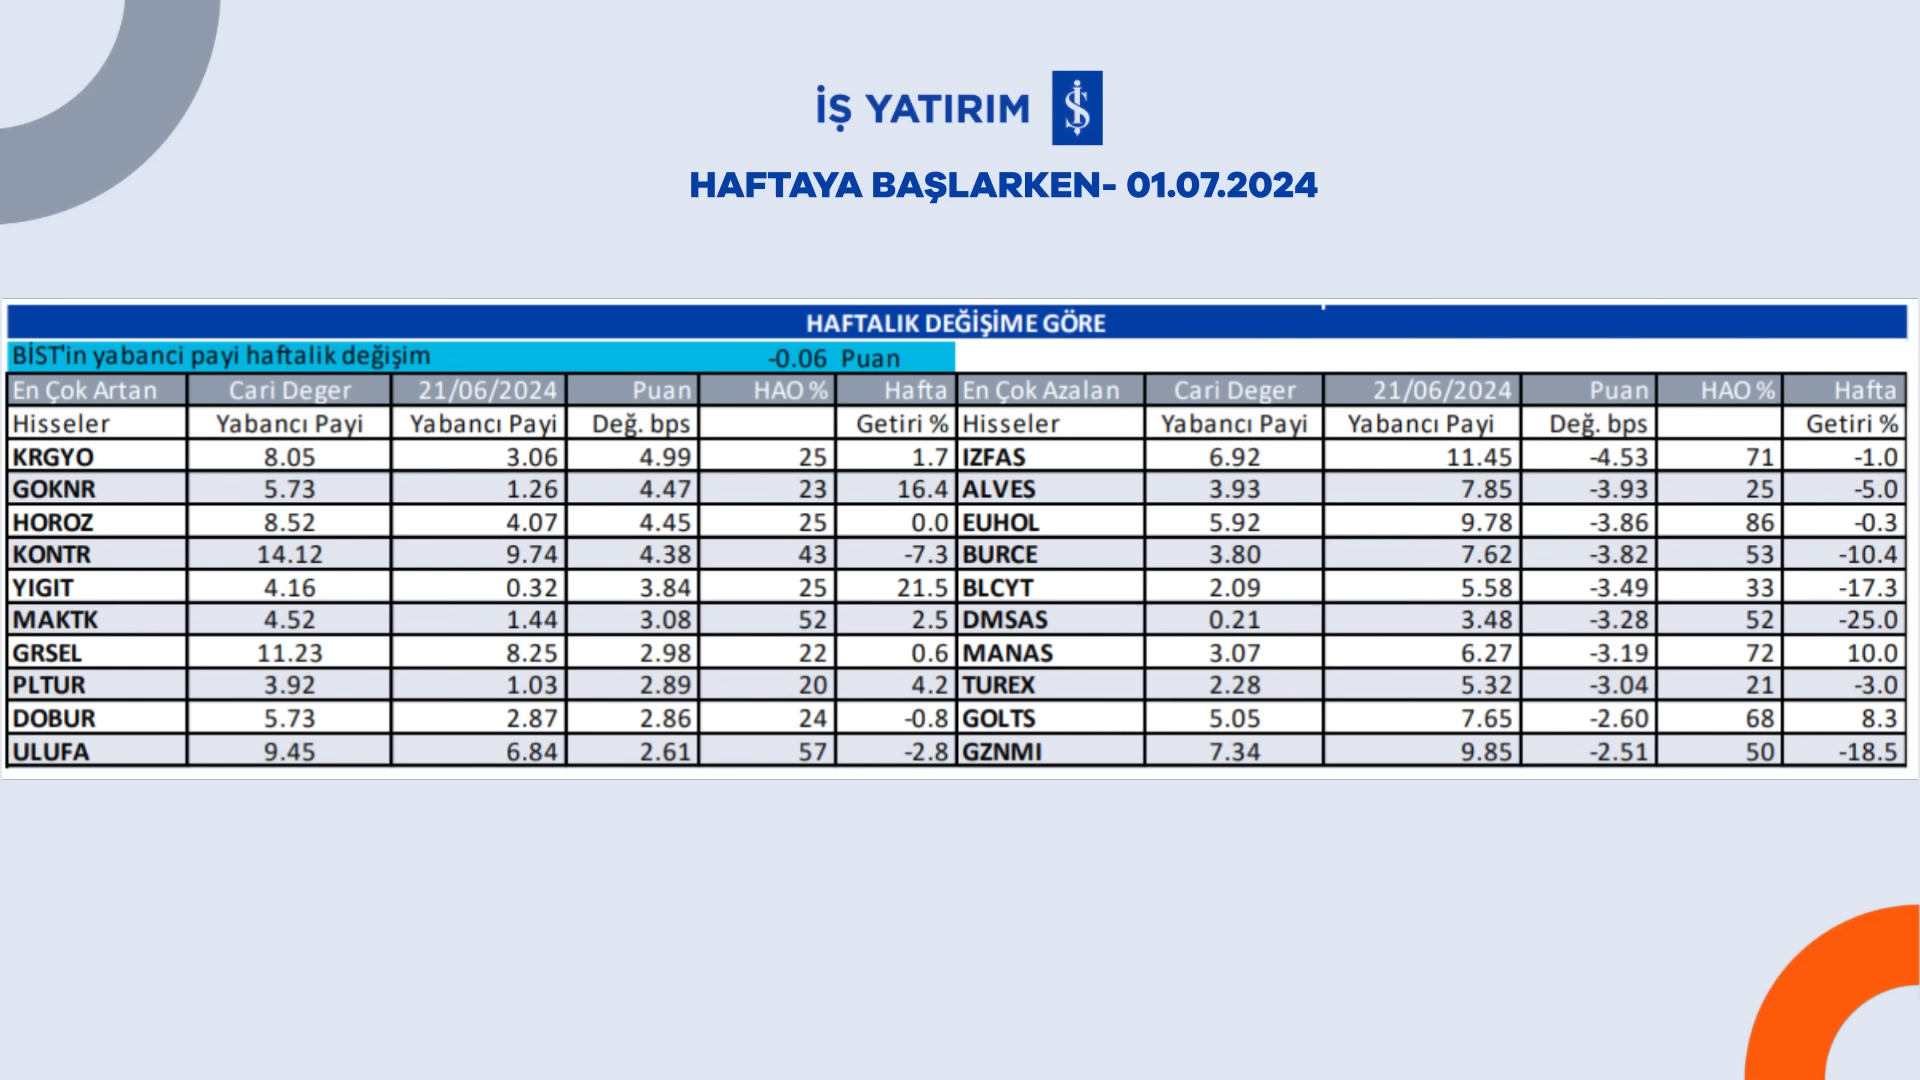 İŞ YATIRIM
HAFTAYA BAŞLARKEN- 01.07.2024
HAFTALIK DEĞİŞİME GÖRE
BİST'in yabanci payi haftalik değişim -0.06 Puan
En Çok Artan Cari Deger 21/06/2024 Puan HAO % Hafta En Çok Azalan Cari Deger 21/06/2024 Puan HAO % Hafta
Hisseler Yabancı Payi Yabancı Payi Değ. bps Getiri % Hisseler Yabancı Payi Yabancı Payi Değ. bps Getiri %
KRGYO 8.05 3.06 4.99 25 1.7 IZFAS 6.92 11.45 -4.53 71 -1.0
GOKNR 5.73 1.26 4.47 23 16.4 ALVES 3.93 7.85 -3.93 25 -5.0
HOROZ 8.52 4.07 4.45 25 0.0 EUHOL 5.92 9.78 -3.86 86 -0.3
KONTR 14.12 9.74 4.38 43 -7.3 BURCE 3.80 7.62 -3.82 53 -10.4
YIGIT 4.16 0.32 3.84 25 21.5 BLCYT 2.09 5.58 -3.49 33 -17.3
MAKTK 4.52 1.44 3.08 52 2.5 DMSAS 0.21 3.48 -3.28 52 -25.0
GRSEL 11.23 8.25 2.98 22 0.6 MANAS 3.07 6.27 -3.19 72 10.0
PLTUR 3.92 1.03 2.89 20 4.2 TUREX 2.28 5.32 -3.04 21 -3.0
DOBUR 5.73 2.87 2.86 24 -0.8 GOLTS 5.05 7.65 -2.60 68 8.3
ULUFA 9.45 6.84 2.61 57 -2.8 GZNMI 7.34 9.85 -2.51 50 -18.5